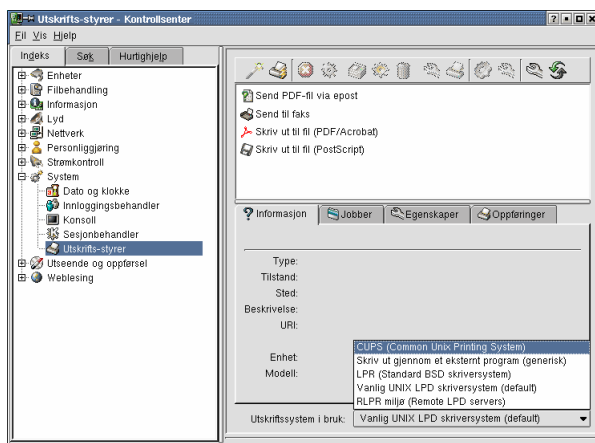 Utskrifts-styrer - Kontrollsenter
Fil Vis Hjelp
Indeks Søk Hurtighjelp
Enheter
Filbehandling
Informasjon
Lyd
Nettverk
Personliggjøring
Strømkontroll
System
Dato og klokke
Innloggingsbehandler
Konsoll
Sesjonbehandler
Utskrifts-styrer
Utseende og oppførsel
Weblesing
Send PDF-fil via epost
Send til faks
Skriv ut til fil (PDF/Acrobat)
Skriv ut til fil (PostScript)
Informasjon Jobber Egenskaper Oppføringer
Type:
Tilstand:
Sted:
Beskrivelse:
URI:
Enhet:
Modell:
CUPS (Common Unix Printing System)
Skriv ut gjennom et eksternt program (generisk)
LPR (Standard BSD skriversystem)
Vanlig UNIX LPD skriversystem (default)
RLPR miljø (Remote LPD servers)
Utskriftssystem i bruk: Vanlig UNIX LPD skriversystem (default)